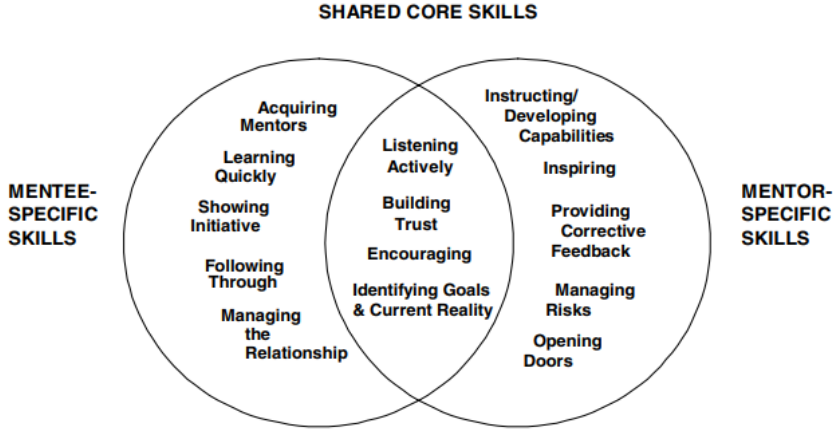 SHARED CORE SKILLS
MENTEE-
SPECIFIC
SKILLS
Acquiring
Mentors
Learning
Quickly
Showing
Initiative
Following
Through
Managing
the
Relationship
Listening
Actively
Building
Trust
Encouraging
Identifying Goals
& Current Reality
Instructing/
Developing
Capabilities
Inspiring
Providing
Corrective
Feedback
Managing
Risks
Opening
Doors
MENTOR-
SPECIFIC
SKILLS